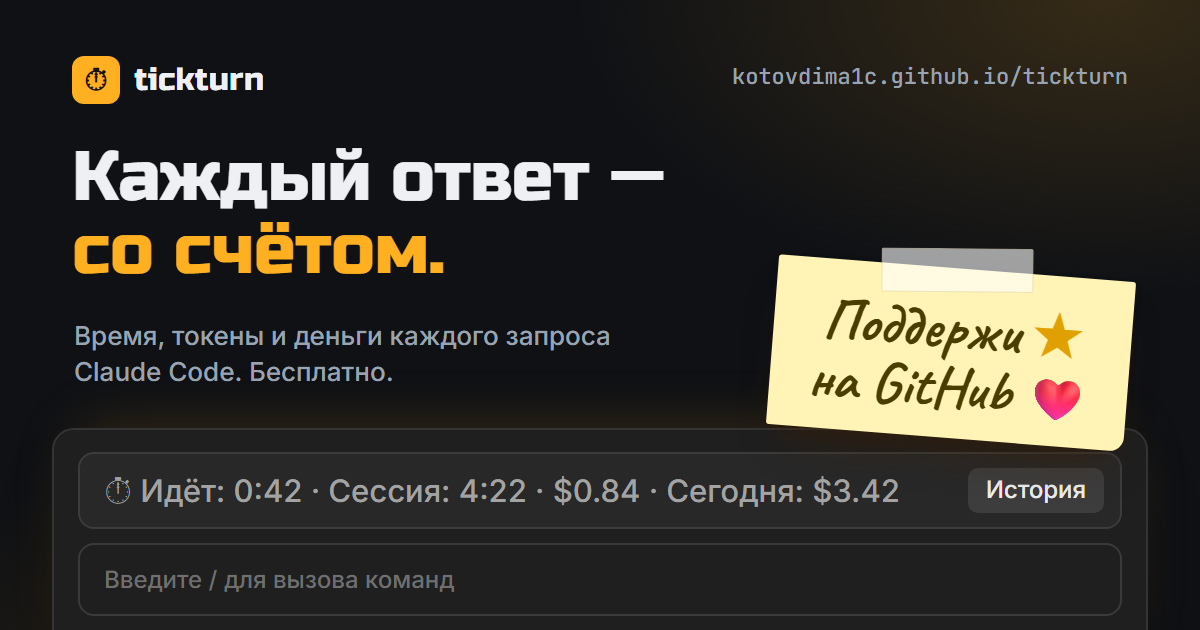 tickturn
kotovdima1c.github.io/tickturn
Каждый ответ —
со счётом.
Время, токены и деньги каждого запроса
Claude Code. Бесплатно.
Поддержи ⭐
на GitHub 💖
⏱ Идёт: 0:42 · Сессия: 4:22 · $0.84 · Сегодня: $3.42
История
Введите / для вызова команд